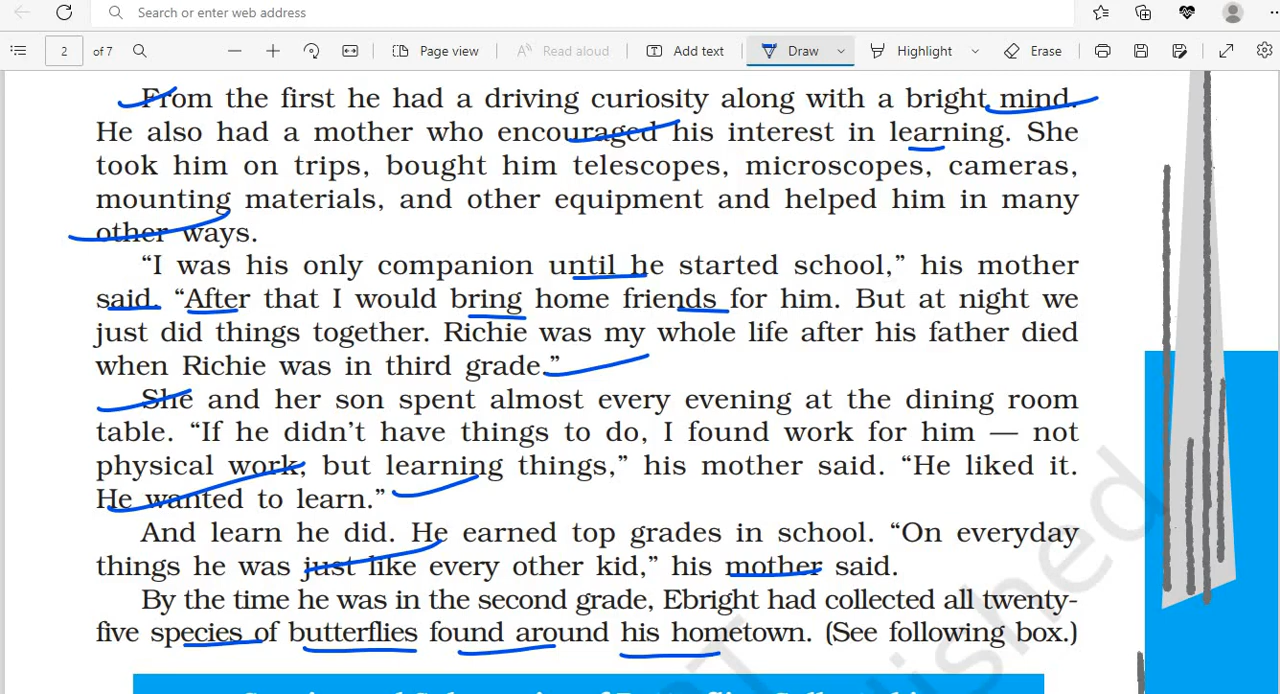 Search or enter web address
2 of 7 Page view Read aloud Add text Draw Highlight Erase
From the first he had a driving curiosity along with a bright mind.
He also had a mother who encouraged his interest in learning. She
took him on trips, bought him telescopes, microscopes, cameras,
mounting materials, and other equipment and helped him in many
other ways.
“I was his only companion until he started school,” his mother
said. “After that I would bring home friends for him. But at night we
just did things together. Richie was my whole life after his father died
when Richie was in third grade.”
She and her son spent almost every evening at the dining room
table. “If he didn’t have things to do, I found work for him — not
physical work, but learning things,” his mother said. “He liked it.
He wanted to learn.”
And learn he did. He earned top grades in school. “On everyday
things he was just like every other kid,” his mother said.
By the time he was in the second grade, Ebright had collected all twenty-
five species of butterflies found around his hometown. (See following box.)